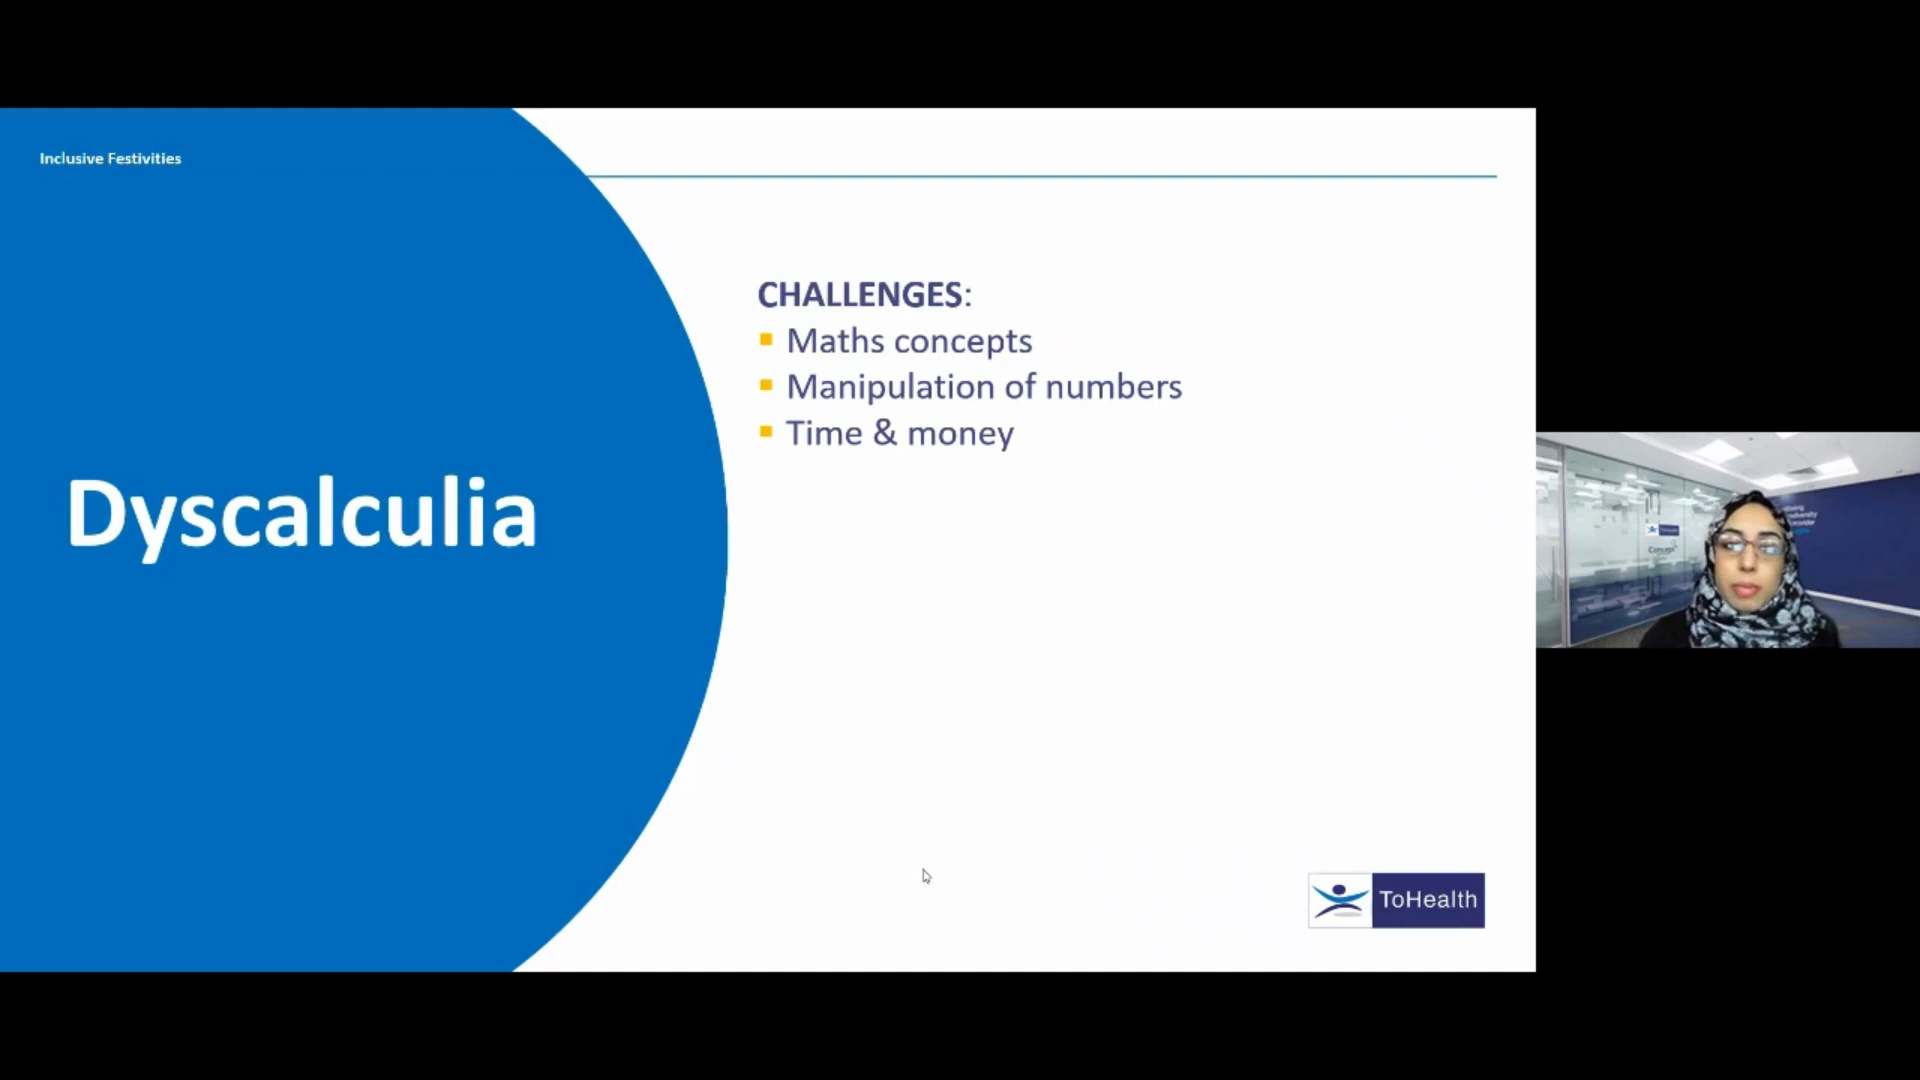 Inclusive Festivities
Dyscalculia
CHALLENGES:
Maths concepts
Manipulation of numbers
Time & money
ToHealth